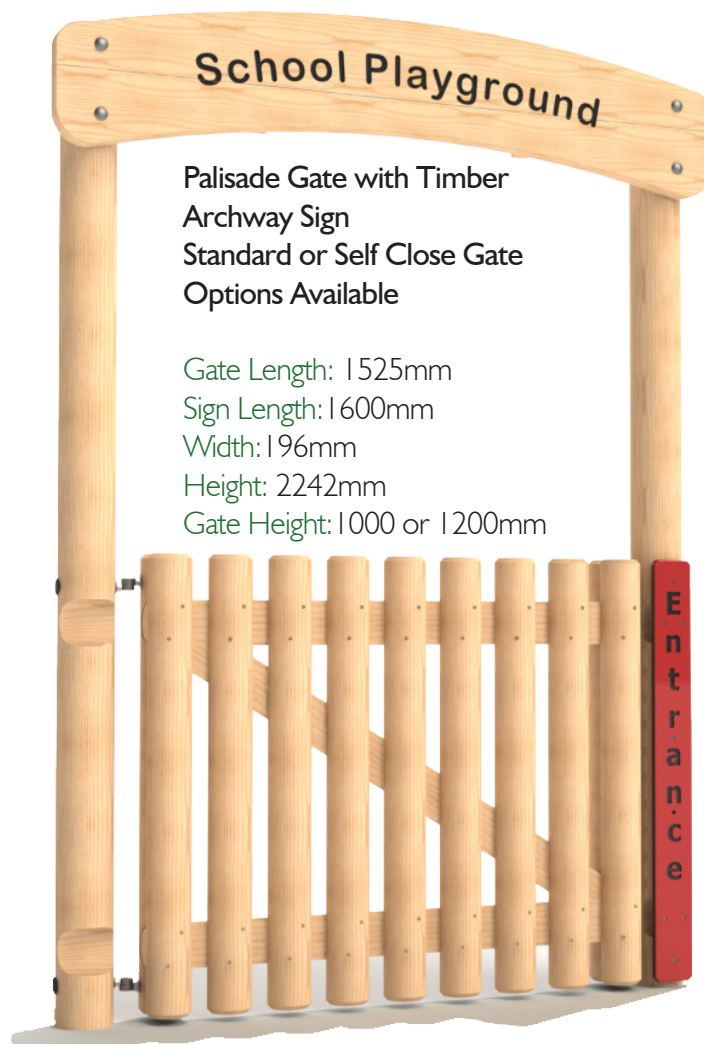 School Playground
Palisade Gate with Timber
Archway Sign
Standard or Self Close Gate
Options Available
Gate Length: 1525mm
Sign Length: 1600mm
Width: 196mm
Height: 2242mm
Gate Height: 1000 or 1200mm
Entrance